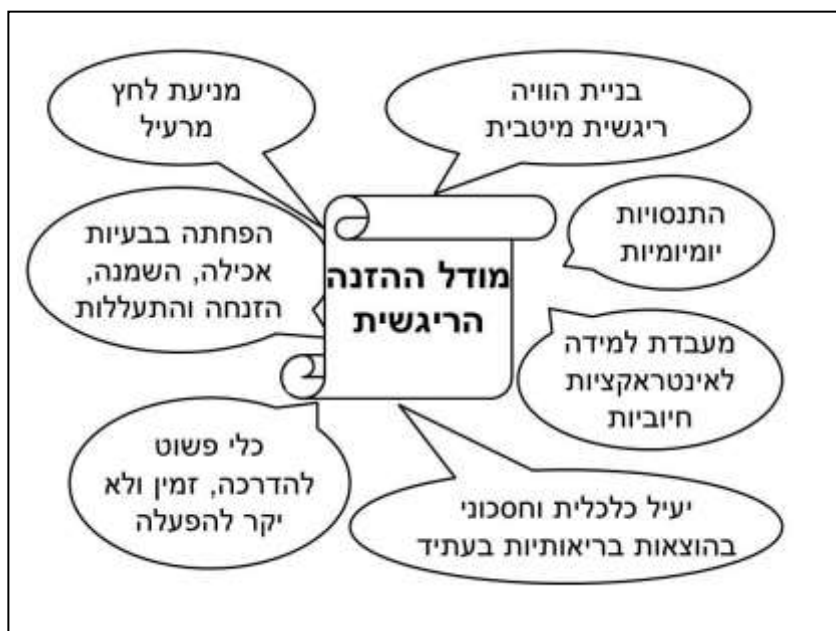 בניית הוויה
ריגשית מיטבית
מניעת לחץ
מרעיל
התנסויות
יומיומיות
הפחתה בבעיות
אכילה, השמנה,
הזנחה והתעללות
מודל ההזנה
הריגשית
מעבדת למידה
לאינטראקציות
חיוביות
כלי פשוט
להדרכה, זמין ולא
יקר להפעלה
יעיל כלכלית וחסכוני
בהוצאות בריאותיות בעתיד